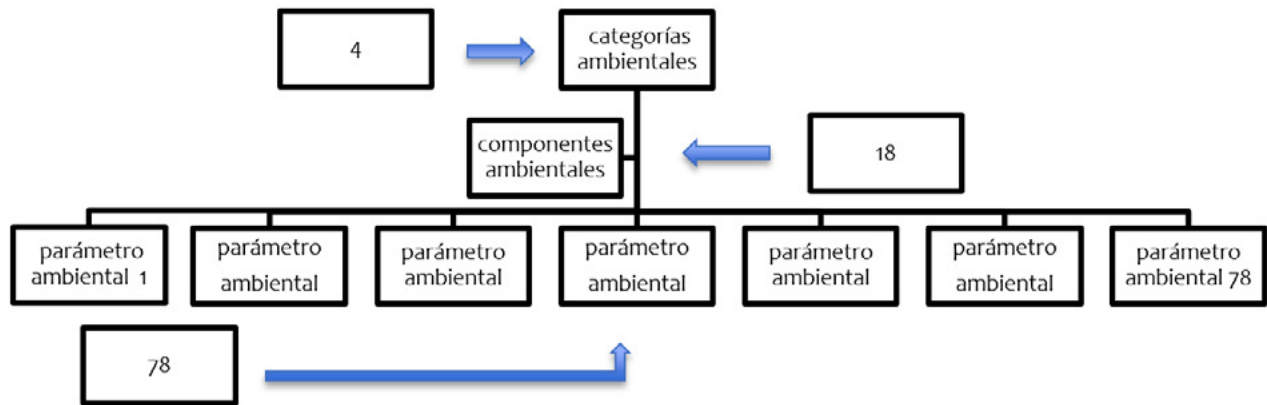 4
categorías
ambientales
componentes
ambientales
18
parámetro
ambiental 1
parámetro
ambiental
parámetro
ambiental
parámetro
ambiental
parámetro
ambiental
parámetro
ambiental
parámetro
ambiental 78
78